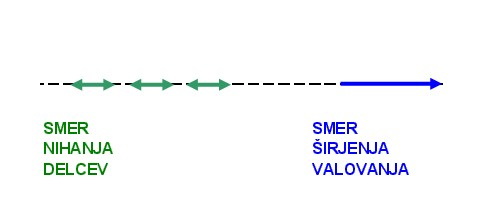 SMER
NIHANJA
DELCEV
SMER
ŠIRJENJA
VALOVANJA